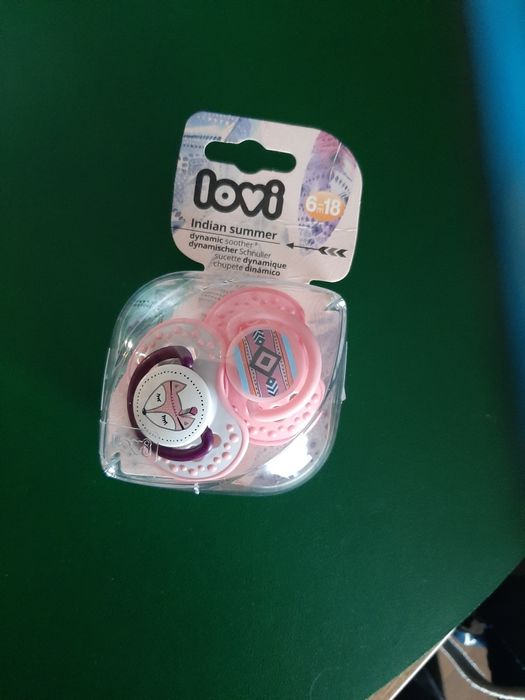 lovi
6-18
m
Indian summer
dynamic soother*
dynamischer Schnuller
sucette dynamique
chupete dinámico